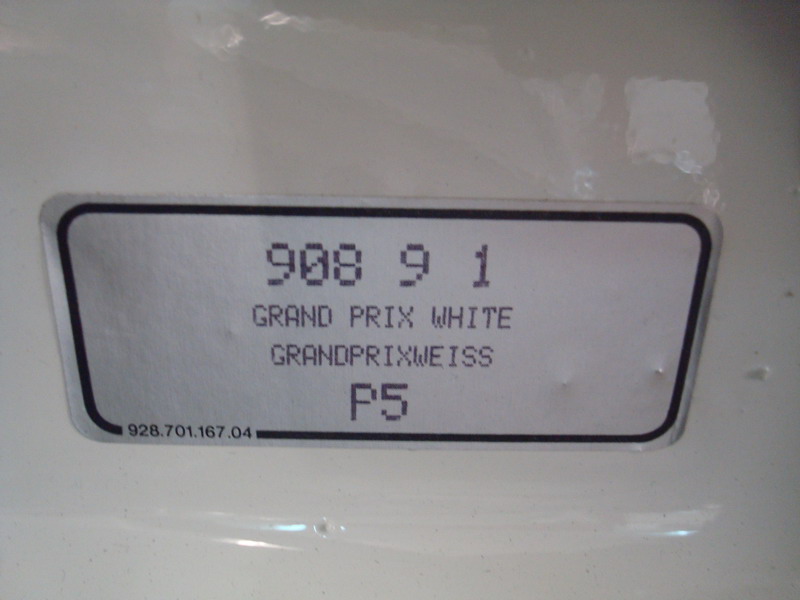 908 9 1
GRAND PRIX WHITE
GRANDPRIXWEISS
P5
928.701.167.04